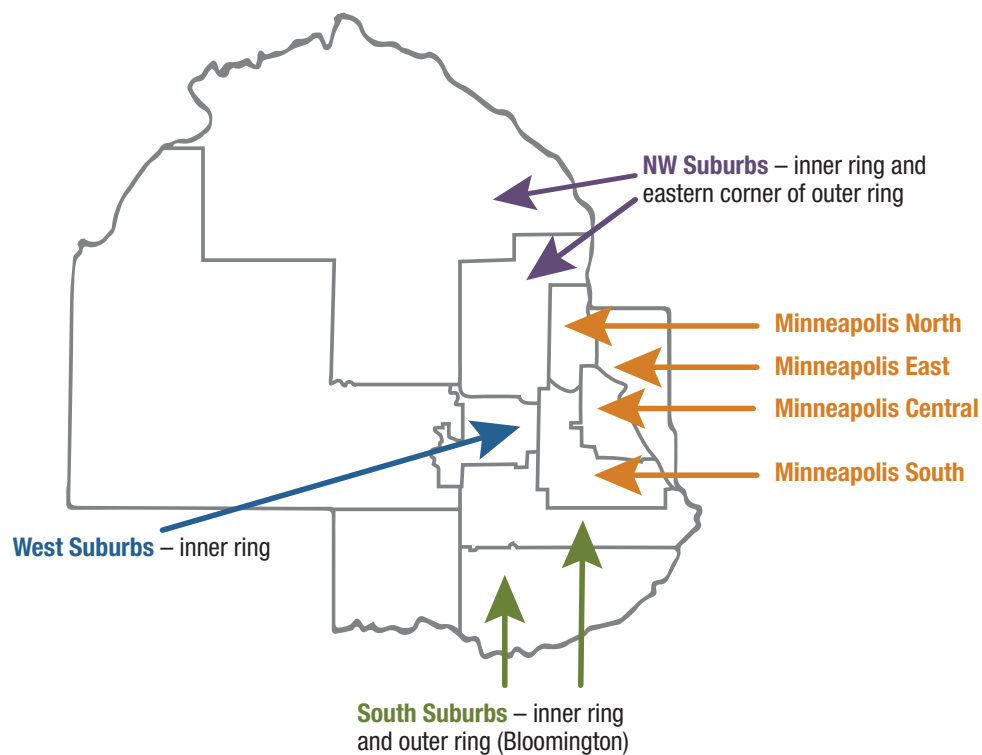 NW Suburbs – inner ring and
eastern corner of outer ring
Minneapolis North
Minneapolis East
Minneapolis Central
Minneapolis South
West Suburbs – inner ring
South Suburbs – inner ring
and outer ring (Bloomington)